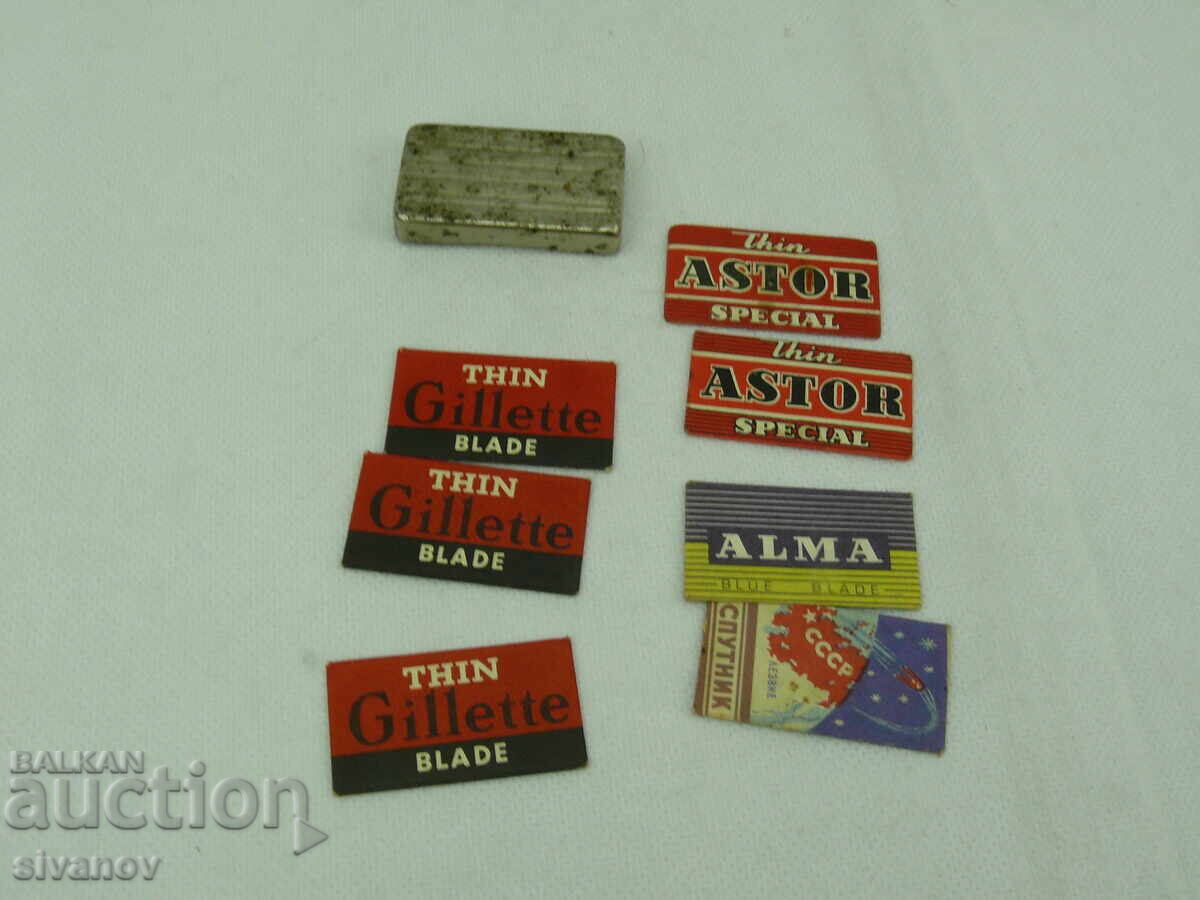 Thin
ASTOR
SPECIAL
Thin
ASTOR
SPECIAL
THIN
Gillette
BLADE
THIN
Gillette
BLADE
ALMA
BLUE BLADE
СПУТНИК
ЛЕЗВИЕ
СССР
THIN
Gillette
BLADE
BALKAN
auction
sivanov